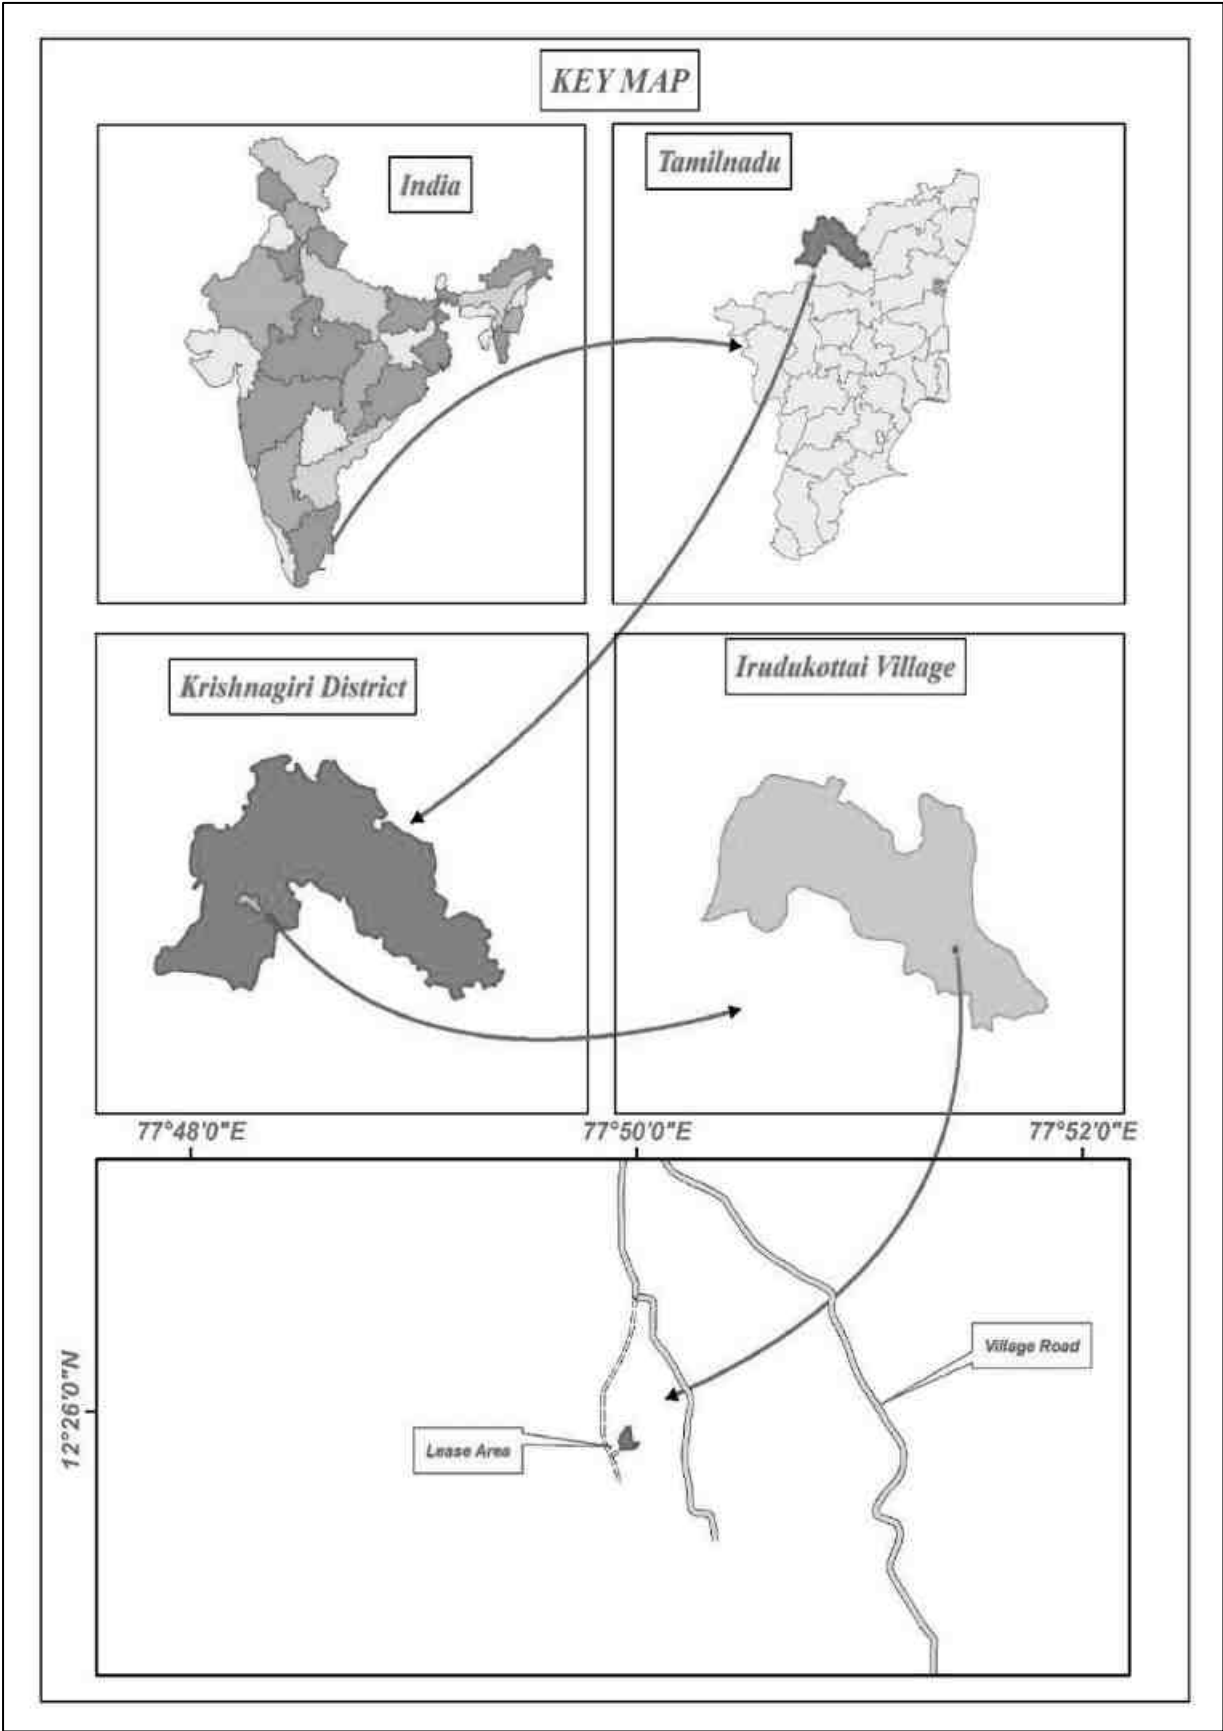 KEY MAP
India
Tamilnadu
Krishnagiri District
Irudukottai Village
77°48'0"E
77°50'0"E
77°52'0"E
12°26'0"N
Village Road
Lease Area